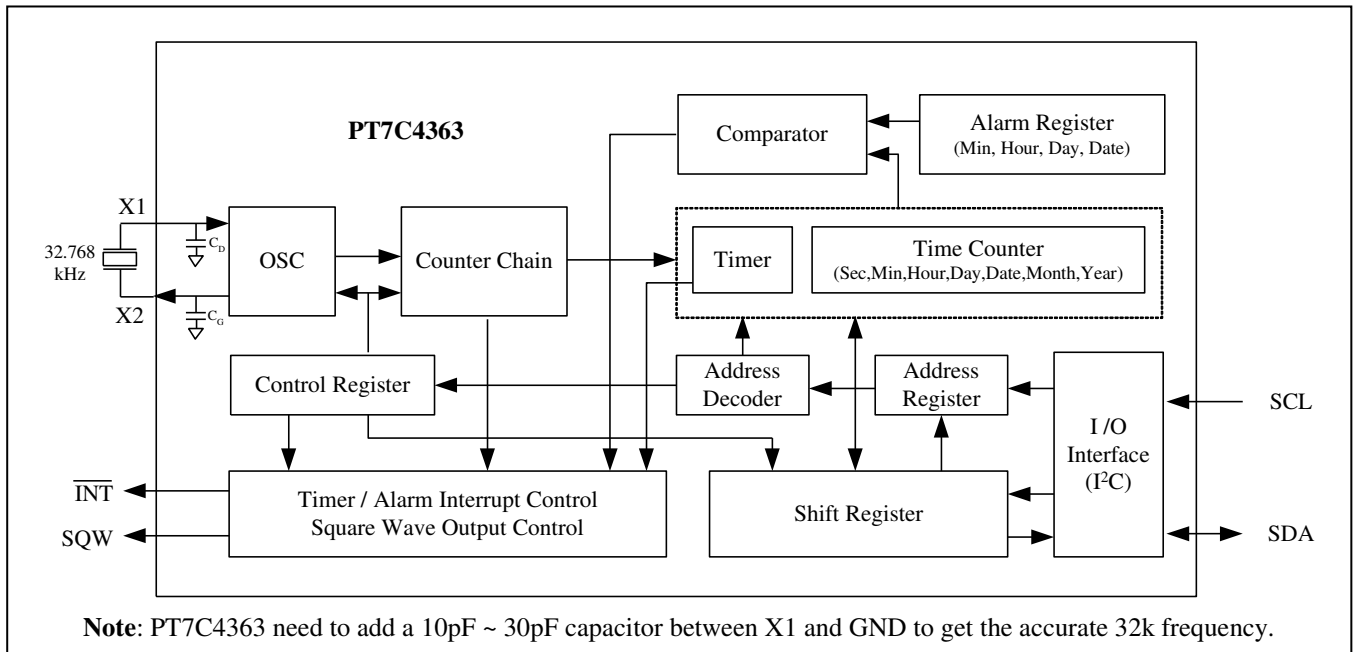 PT7C4363
Comparator
Alarm Register
(Min, Hour, Day, Date)
X1
32.768
kHz
X2
C_D
C_G
OSC
Counter Chain
Timer
Time Counter
(Sec,Min,Hour,Day,Date,Month,Year)
Control Register
Address
Decoder
Address
Register
I /O
Interface
(I²C)
SCL
SDA
INT
SQW
Timer / Alarm Interrupt Control
Square Wave Output Control
Shift Register
Note: PT7C4363 need to add a 10pF ~ 30pF capacitor between X1 and GND to get the accurate 32k frequency.